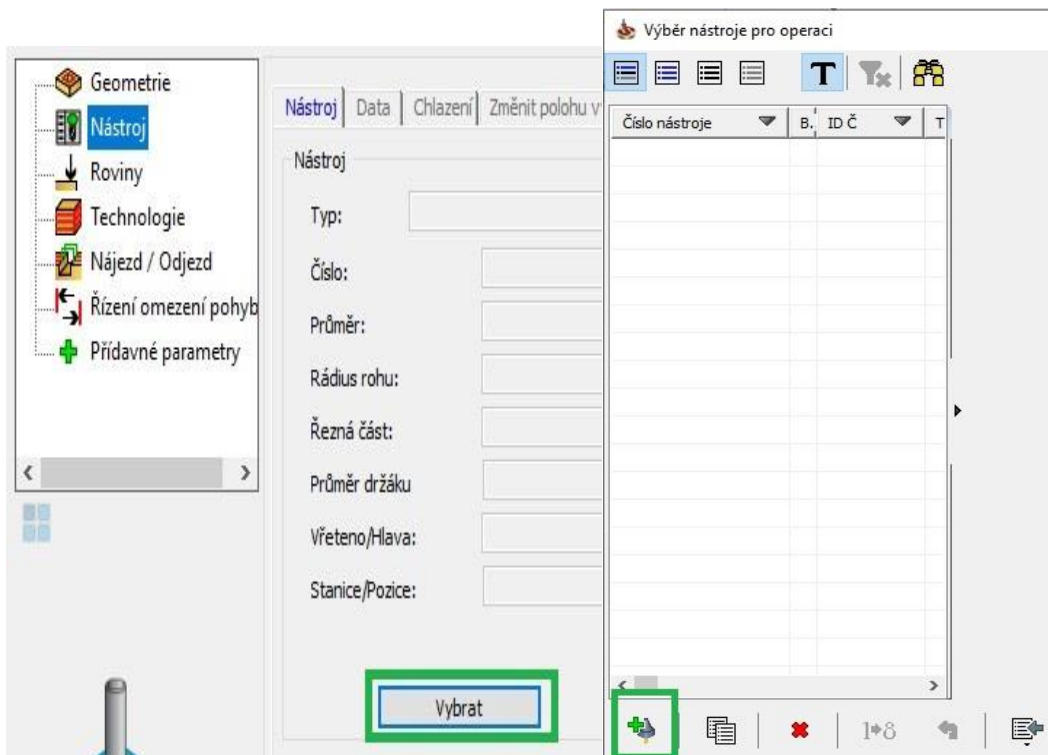 Geometrie
Nástroj
Roviny
Technologie
Nájezd / Odjezd
Řízení omezení pohyb
Přídavné parametry
Nástroj Data Chlazení Změnit polohu v
Nástroj
Typ:
Číslo:
Průměr:
Rádius rohu:
Řezná část:
Průměr držáku
Vřeteno/Hlava:
Stanice/Pozice:
Vybrat
Výběr nástroje pro operaci
T
Číslo nástroje B. ID Č T
1→8